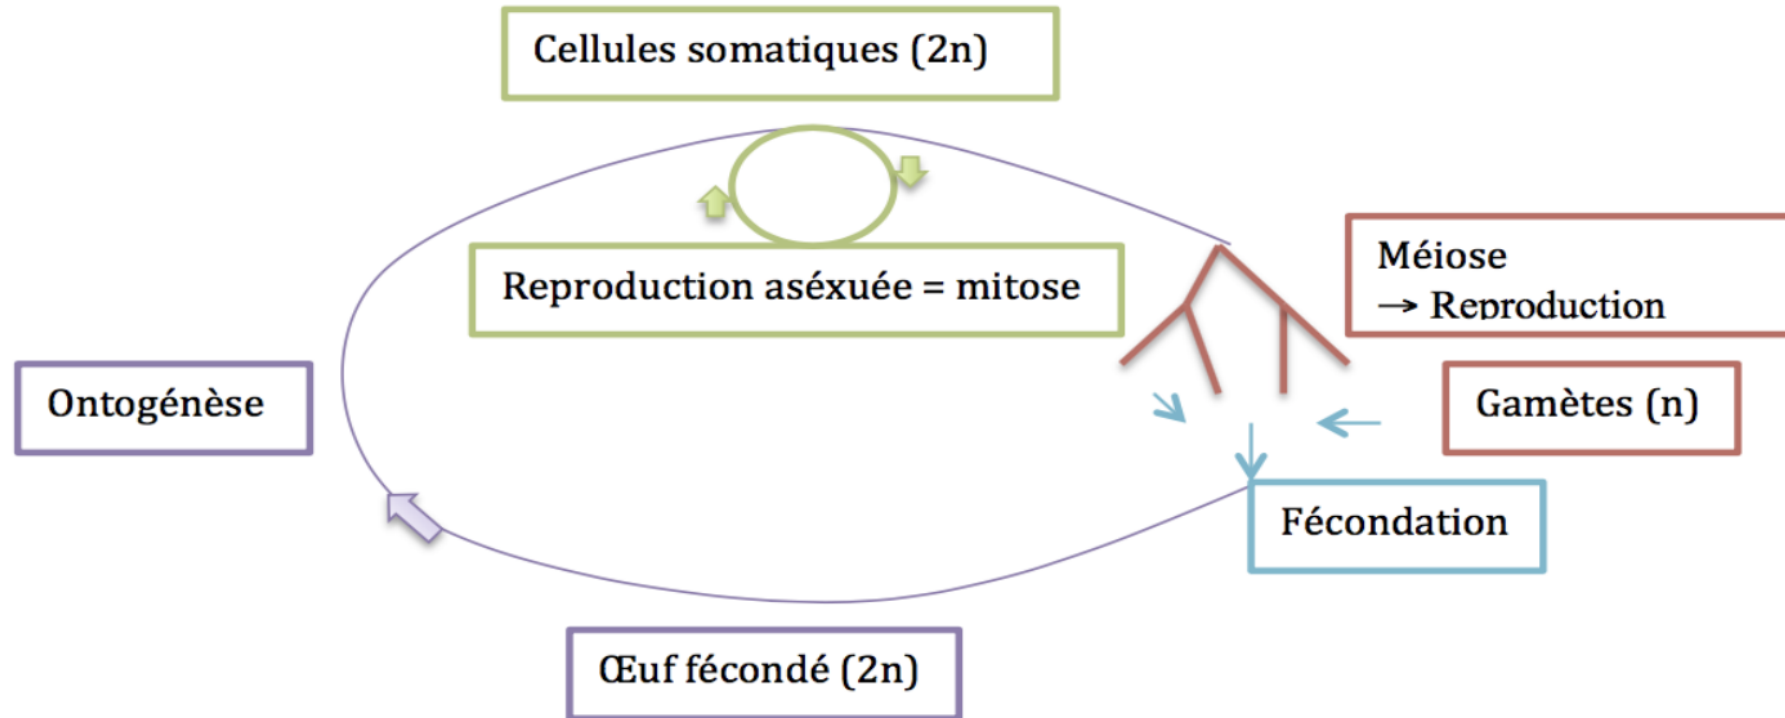 Cellules somatiques (2n)
Reproduction aséxuée = mitose
Méiose
→ Reproduction
Ontogénèse
Gamètes (n)
Fécondation
Œuf fécondé (2n)